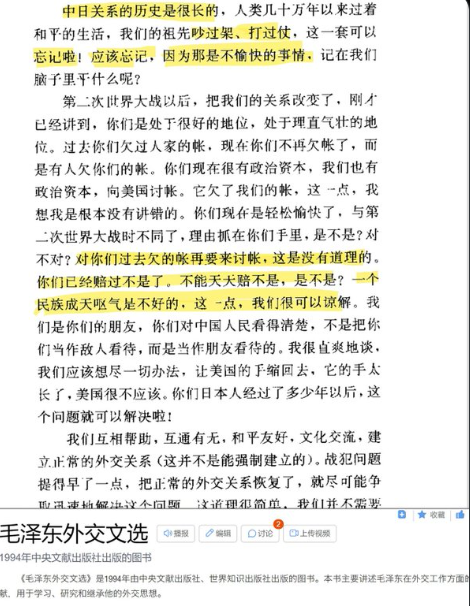 中日关系的历史是很长的，人类几十万年以来过着
和平的生活，我们的祖先吵过架、打过仗，这一套可以
忘记啦！应该忘记，因为那是不愉快的事情，记在我们
脑子里干什么呢？
第二次世界大战以后，把我们的关系改变了，刚才
已经讲到，你们是处于很好的地位，处于理直气壮的地
位。过去你们欠过人家的帐，现在你们不再欠帐了，而
是有人欠你们的帐。你们现在很有政治资本，我们也有
政治资本，向美国讨帐。它欠了我们的帐，这一点，我
想我是根本没有讲错的。你们现在是轻松愉快了，与第
二次世界大战时不同了，理由抓在你们手里，是不是？对
不对？对你们过去欠的帐再要来讨帐，这是没有道理的。
你们已经赔过不是了。不能天天赔不是，是不是？一个
民族成天呕气是不好的，这一点，我们很可以谅解。我
们是你们的朋友，你们对中国人民看得清楚，不是把你
们当作敌人看待，而是当作朋友看待的。我很直爽地谈，
我们应该想尽一切办法，让美国的手缩回去，它的手太
长了，美国很不应该。你们日本人经过了多少年以后，这
个问题就可以解决啦！
我们互相帮助，互通有无，和平友好，文化交流，建
立正常的外交关系（这并不是能强制建立的）。战犯问题
提得早了一点，把正常的外交关系恢复了，就尽可能争
取迅速地解决这个问题。这道理很简单，我们并不需要
收藏
毛泽东外交文选
播报
编辑
讨论
2
上传视频
1994年中央文献出版社出版的图书
《毛泽东外交文选》是1994年由中央文献出版社、世界知识出版社出版的图书。本书主要讲述毛泽东在外交工作方面的
献，用于学习、研究和继承他的外交思想。